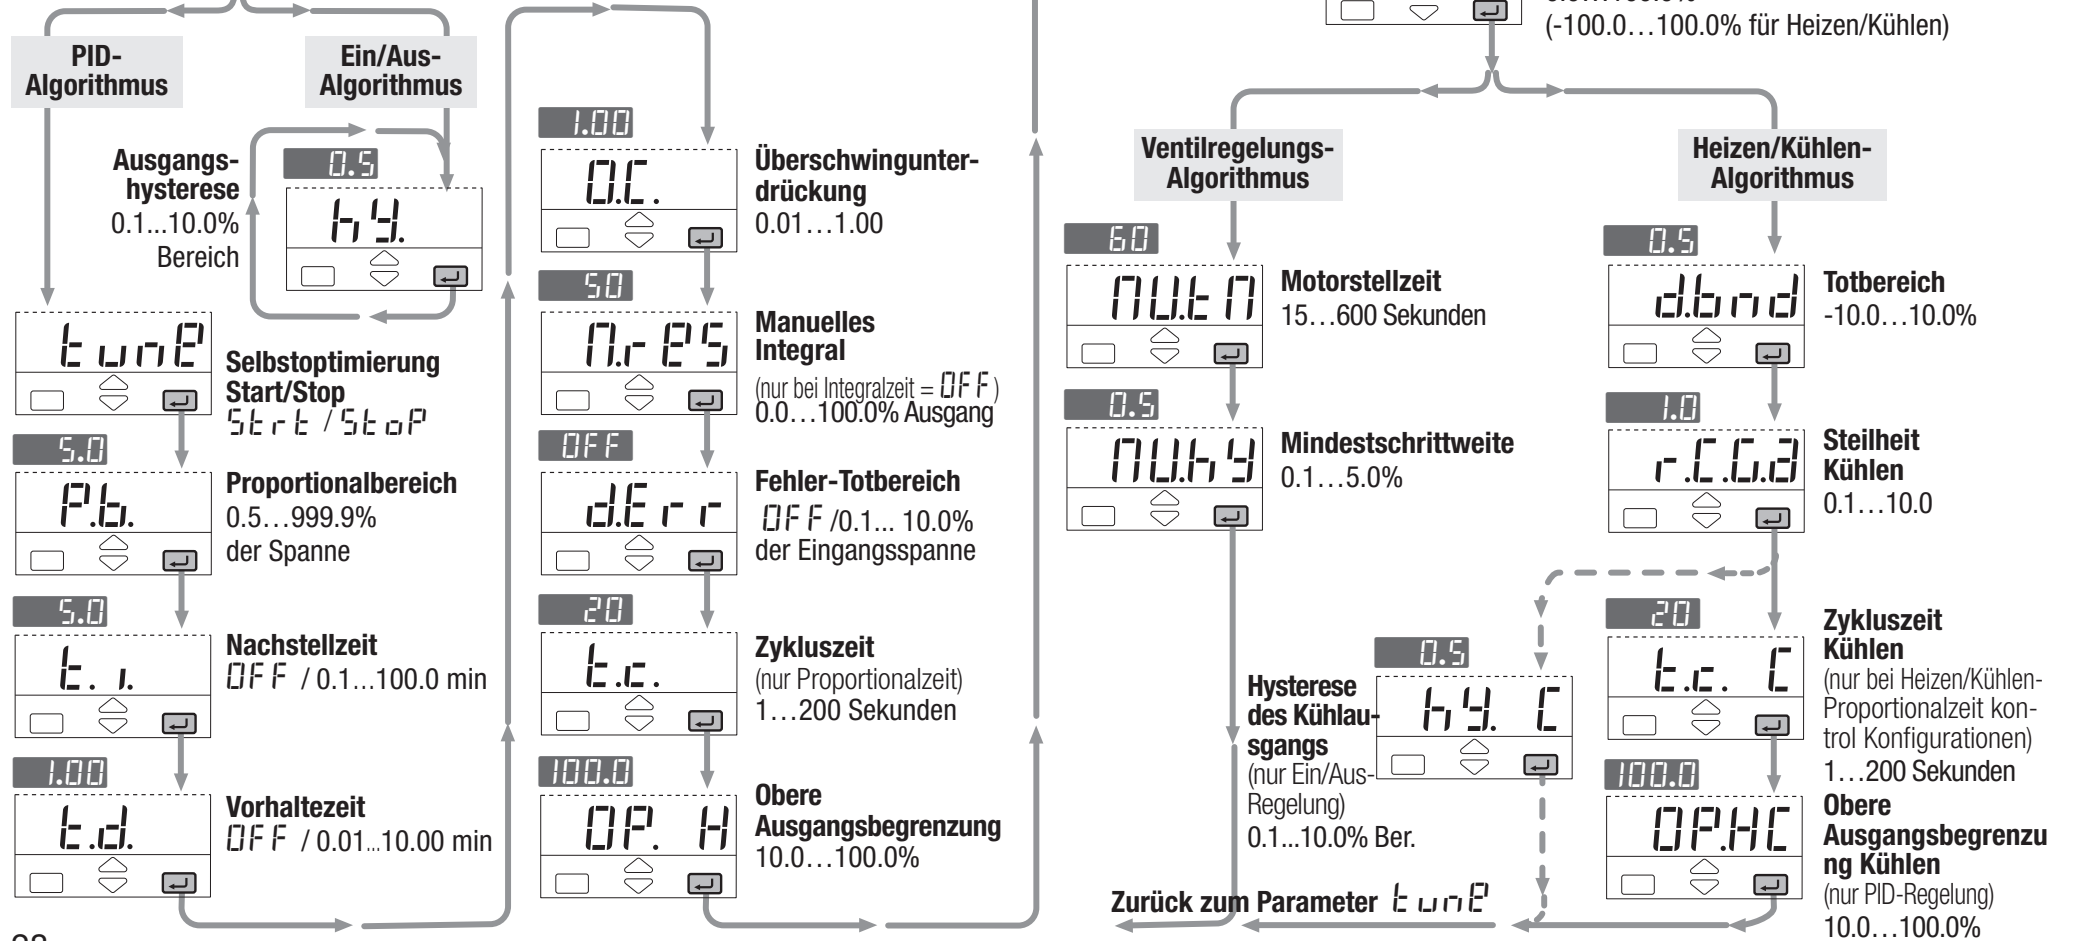 PID-
Algorithmus
Ein/Aus-
Algorithmus
Ausgangs-
hysterese
0.1...10.0%
Bereich
0.5
hy.
tunE
Selbstoptimierung
Start/Stop
Strt / StoP
5.0
P.b.
Proportionalbereich
0.5…999.9%
der Spanne
5.0
t.i.
Nachstellzeit
OFF / 0.1...100.0 min
1.00
t.d.
Vorhaltezeit
OFF / 0.01...10.00 min
1.00
O.C.
Überschwingunter-
drückung
0.01…1.00
50
M.rES
Manuelles
Integral
(nur bei Integralzeit = OFF)
0.0…100.0% Ausgang
OFF
d.Err
Fehler-Totbereich
OFF /0.1... 10.0%
der Eingangsspanne
20
t.c.
Zykluszeit
(nur Proportionalzeit)
1…200 Sekunden
100.0
OP. H
Obere
Ausgangsbegrenzung
10.0…100.0%
(-100.0…100.0% für Heizen/Kühlen)
Ventilregelungs-
Algorithmus
60
MV.tM
Motorstellzeit
15…600 Sekunden
0.5
MV.hy
Mindestschrittweite
0.1…5.0%
Heizen/Kühlen-
Algorithmus
0.5
d.bnd
Totbereich
-10.0…10.0%
1.0
r.CGa
Steilheit
Kühlen
0.1…10.0
0.5
hy. C
Hysterese
des Kühlau-
sgangs
(nur Ein/Aus-
Regelung)
0.1...10.0% Ber.
20
t.c. C
Zykluszeit
Kühlen
(nur bei Heizen/Kühlen-
Proportionalzeit kon-
trol Konfigurationen)
1…200 Sekunden
100.0
OP.HC
Obere
Ausgangsbegrenzu
ng Kühlen
(nur PID-Regelung)
10.0…100.0%
Zurück zum Parameter tunE